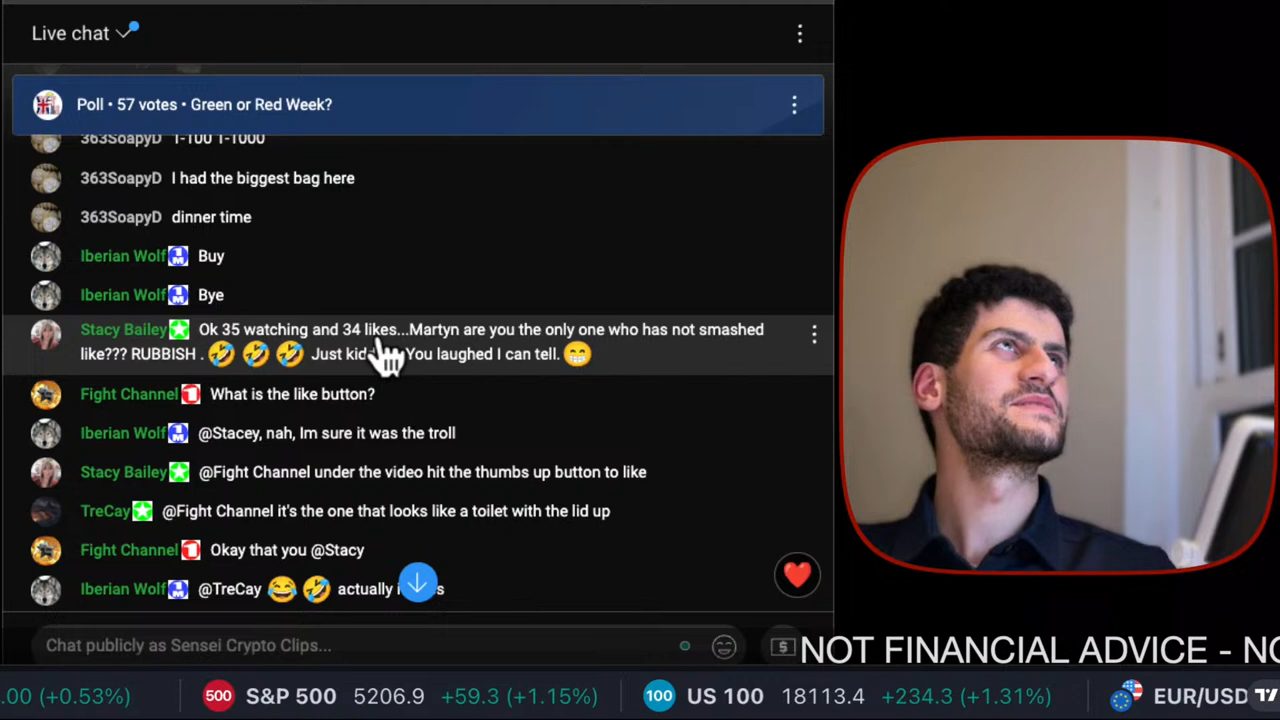 Live chat
Poll • 57 votes • Green or Red Week?
363SoapyD 1-100 1-1000
363SoapyD I had the biggest bag here
363SoapyD dinner time
Iberian Wolf Buy
Iberian Wolf Bye
Stacy Bailey Ok 35 watching and 34 likes...Martyn are you the only one who has not smashed
like??? RUBBISH . 🤣 🤣 🤣 Just You laughed I can tell. 😁
Fight Channel 1 What is the like button?
Iberian Wolf @Stacey, nah, Im sure it was the troll
Stacy Bailey @Fight Channel under the video hit the thumbs up button to like
TreCay @Fight Channel it's the one that looks like a toilet with the lid up
Fight Channel 1 Okay that you @Stacy
Iberian Wolf @TreCay 😂 🤣 actually
Chat publicly as Sensei Crypto Clips...
NOT FINANCIAL ADVICE -
.00 (+0.53%) 500 S&P 500 5206.9 +59.3 (+1.15%) 100 US 100 18113.4 +234.3 (+1.31%) EUR/USD